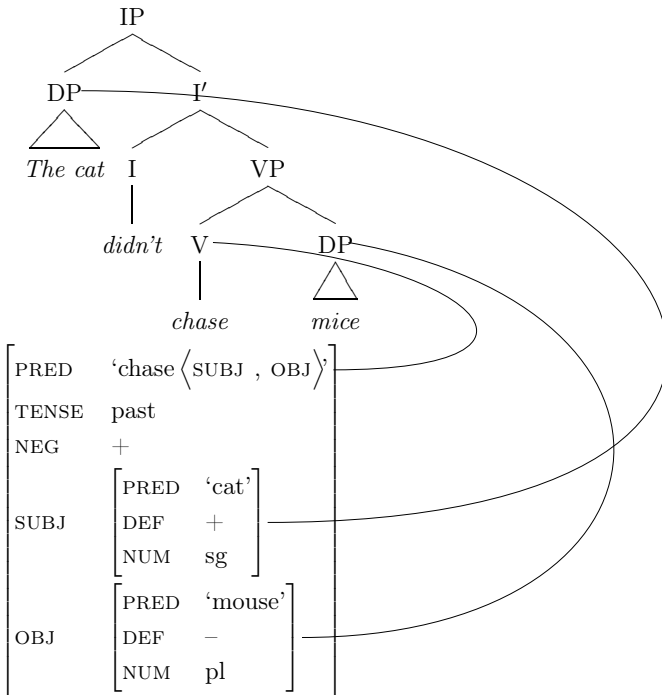 IP
DP I′
The cat I VP
didn't V DP
chase mice
PRED ‘chase⟨SUBJ , OBJ⟩’
TENSE past
NEG +
PRED ‘cat’
SUBJ DEF +
NUM sg
PRED ‘mouse’
OBJ DEF –
NUM pl